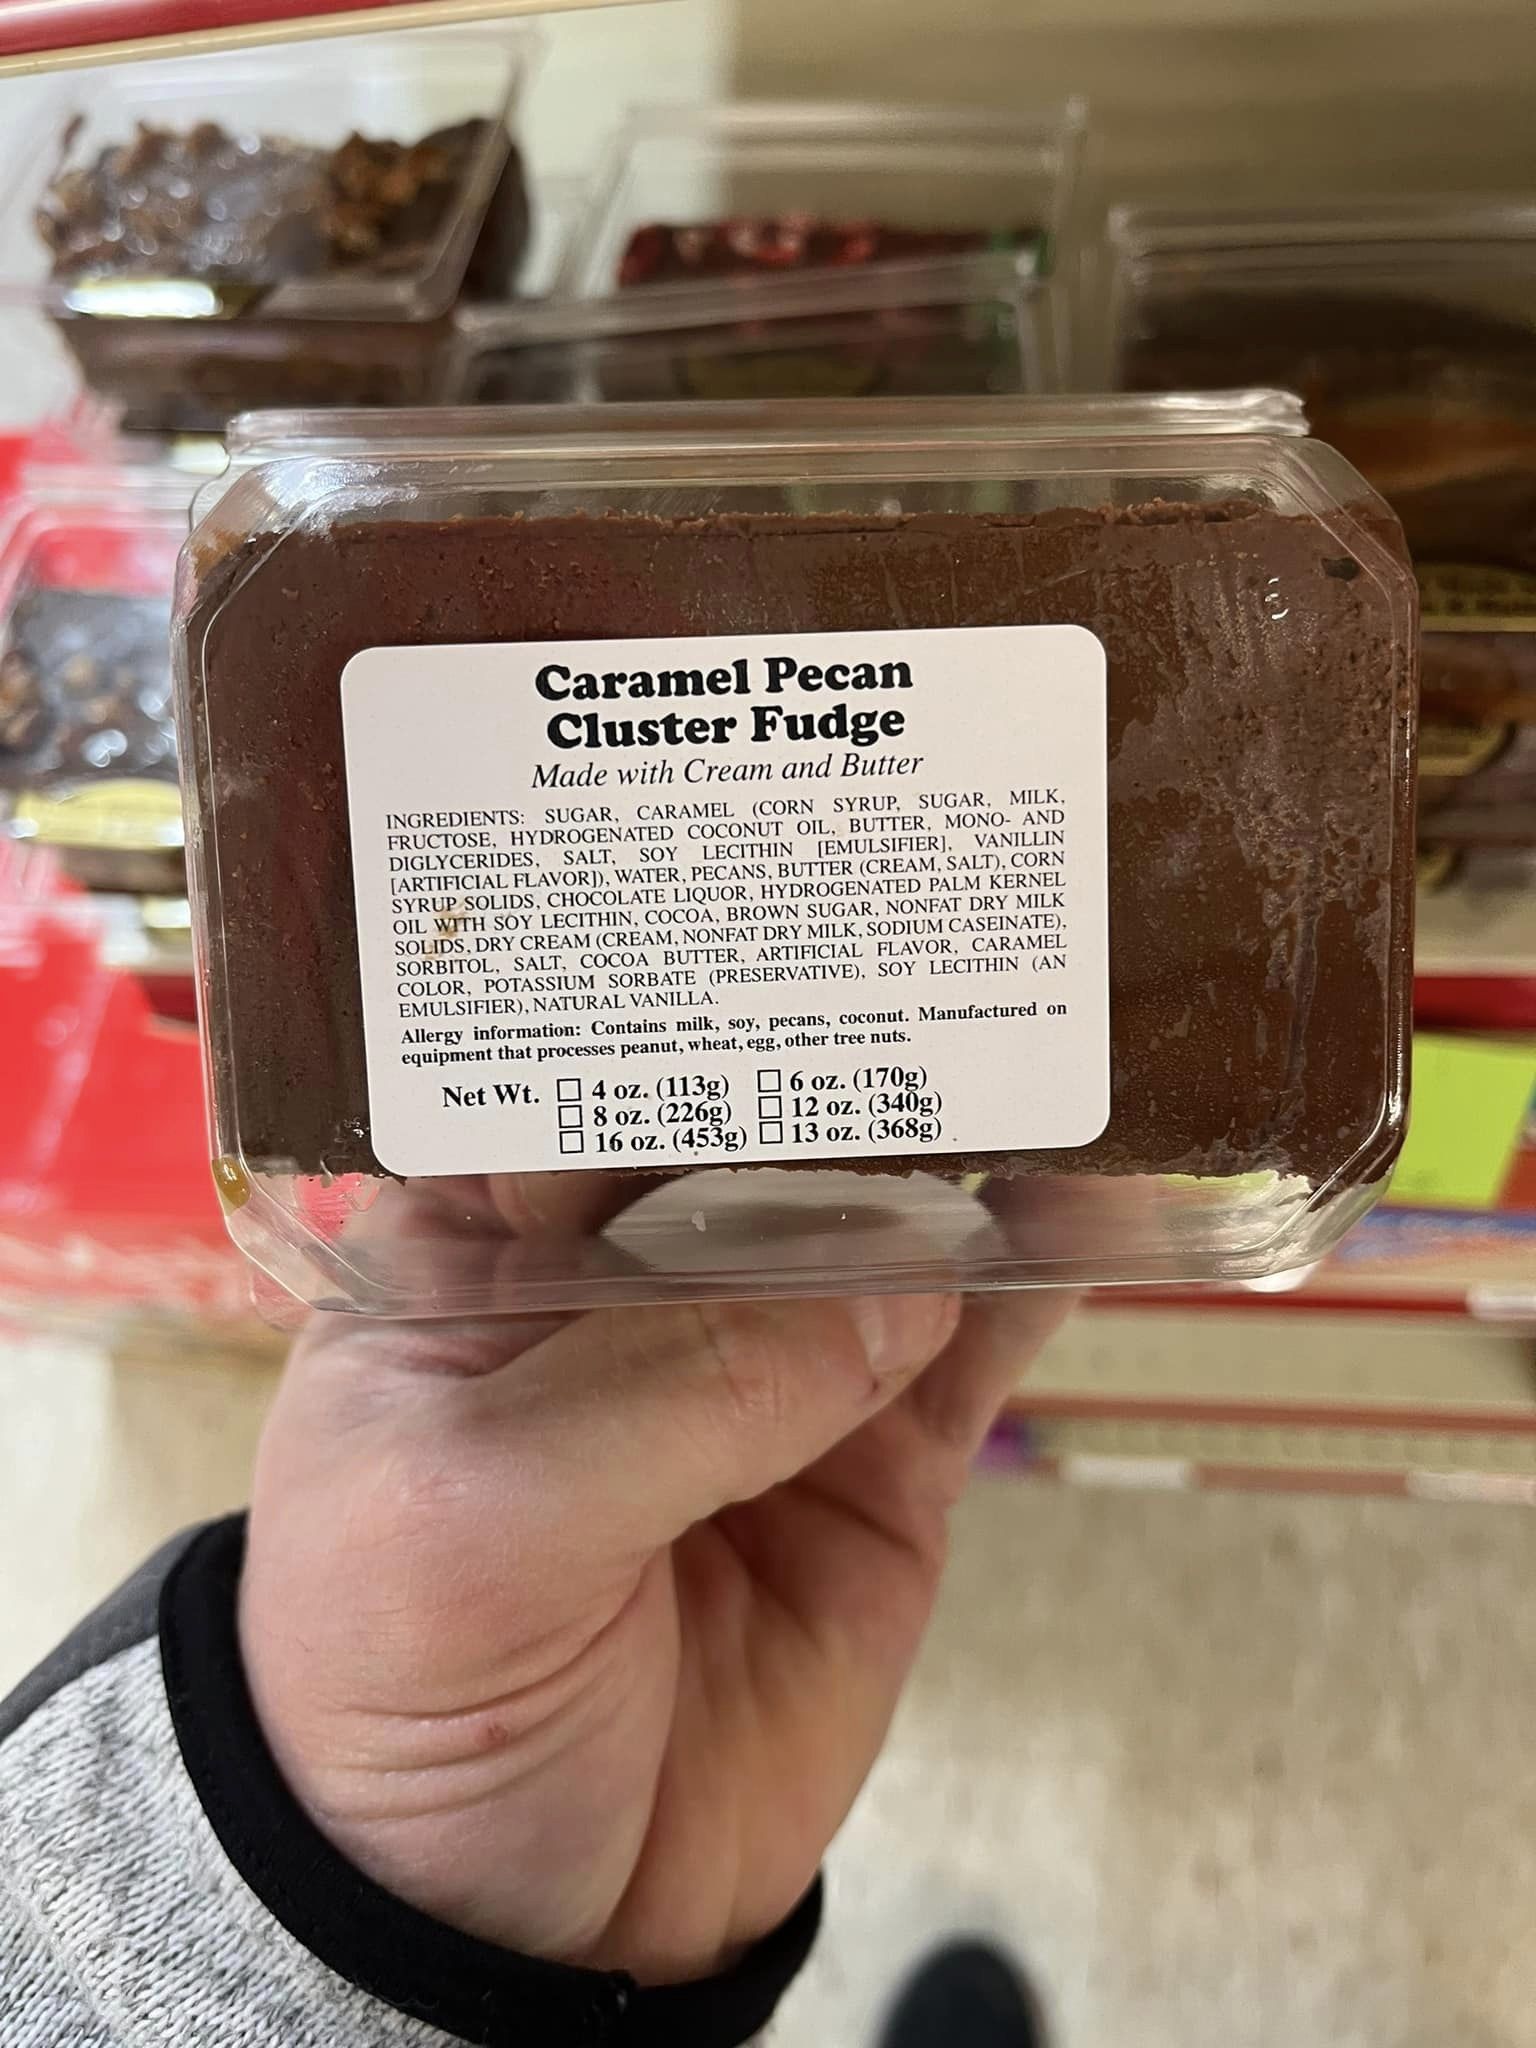 Caramel Pecan
Cluster Fudge
Made with Cream and Butter
INGREDIENTS: SUGAR, CARAMEL (CORN SYRUP, SUGAR, MILK,
FRUCTOSE, HYDROGENATED COCONUT OIL, BUTTER, MONO- AND
DIGLYCERIDES, SALT, SOY LECITHIN [EMULSIFIER], VANILLIN
[ARTIFICIAL FLAVOR]), WATER, PECANS, BUTTER (CREAM, SALT), CORN
SYRUP SOLIDS, CHOCOLATE LIQUOR, HYDROGENATED PALM KERNEL
OIL WITH SOY LECITHIN, COCOA, BROWN SUGAR, NONFAT DRY MILK
SOLIDS, DRY CREAM (CREAM, NONFAT DRY MILK, SODIUM CASEINATE),
SORBITOL, SALT, COCOA BUTTER, ARTIFICIAL FLAVOR, CARAMEL
COLOR, POTASSIUM SORBATE (PRESERVATIVE), SOY LECITHIN (AN
EMULSIFIER), NATURAL VANILLA.
Allergy information: Contains milk, soy, pecans, coconut. Manufactured on
equipment that processes peanut, wheat, egg, other tree nuts.
Net Wt. ☐ 4 oz. (113g) ☐ 6 oz. (170g)
☐ 8 oz. (226g) ☐ 12 oz. (340g)
☐ 16 oz. (453g) ☐ 13 oz. (368g)